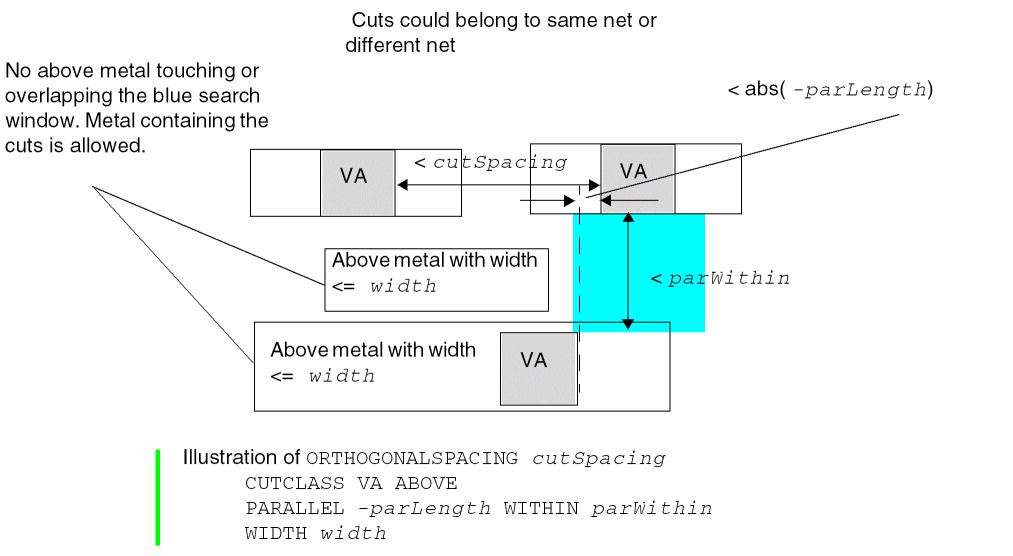 Cuts could belong to same net or
different net
No above metal touching or
overlapping the blue search
window. Metal containing the
cuts is allowed.
< abs( -parLength)
VA
< cutSpacing
VA
Above metal with width
<= width
< parWithin
Above metal with width
<= width
VA
Illustration of ORTHOGONALSPACING cutSpacing
CUTCLASS VA ABOVE
PARALLEL -parLength WITHIN parWithin
WIDTH width